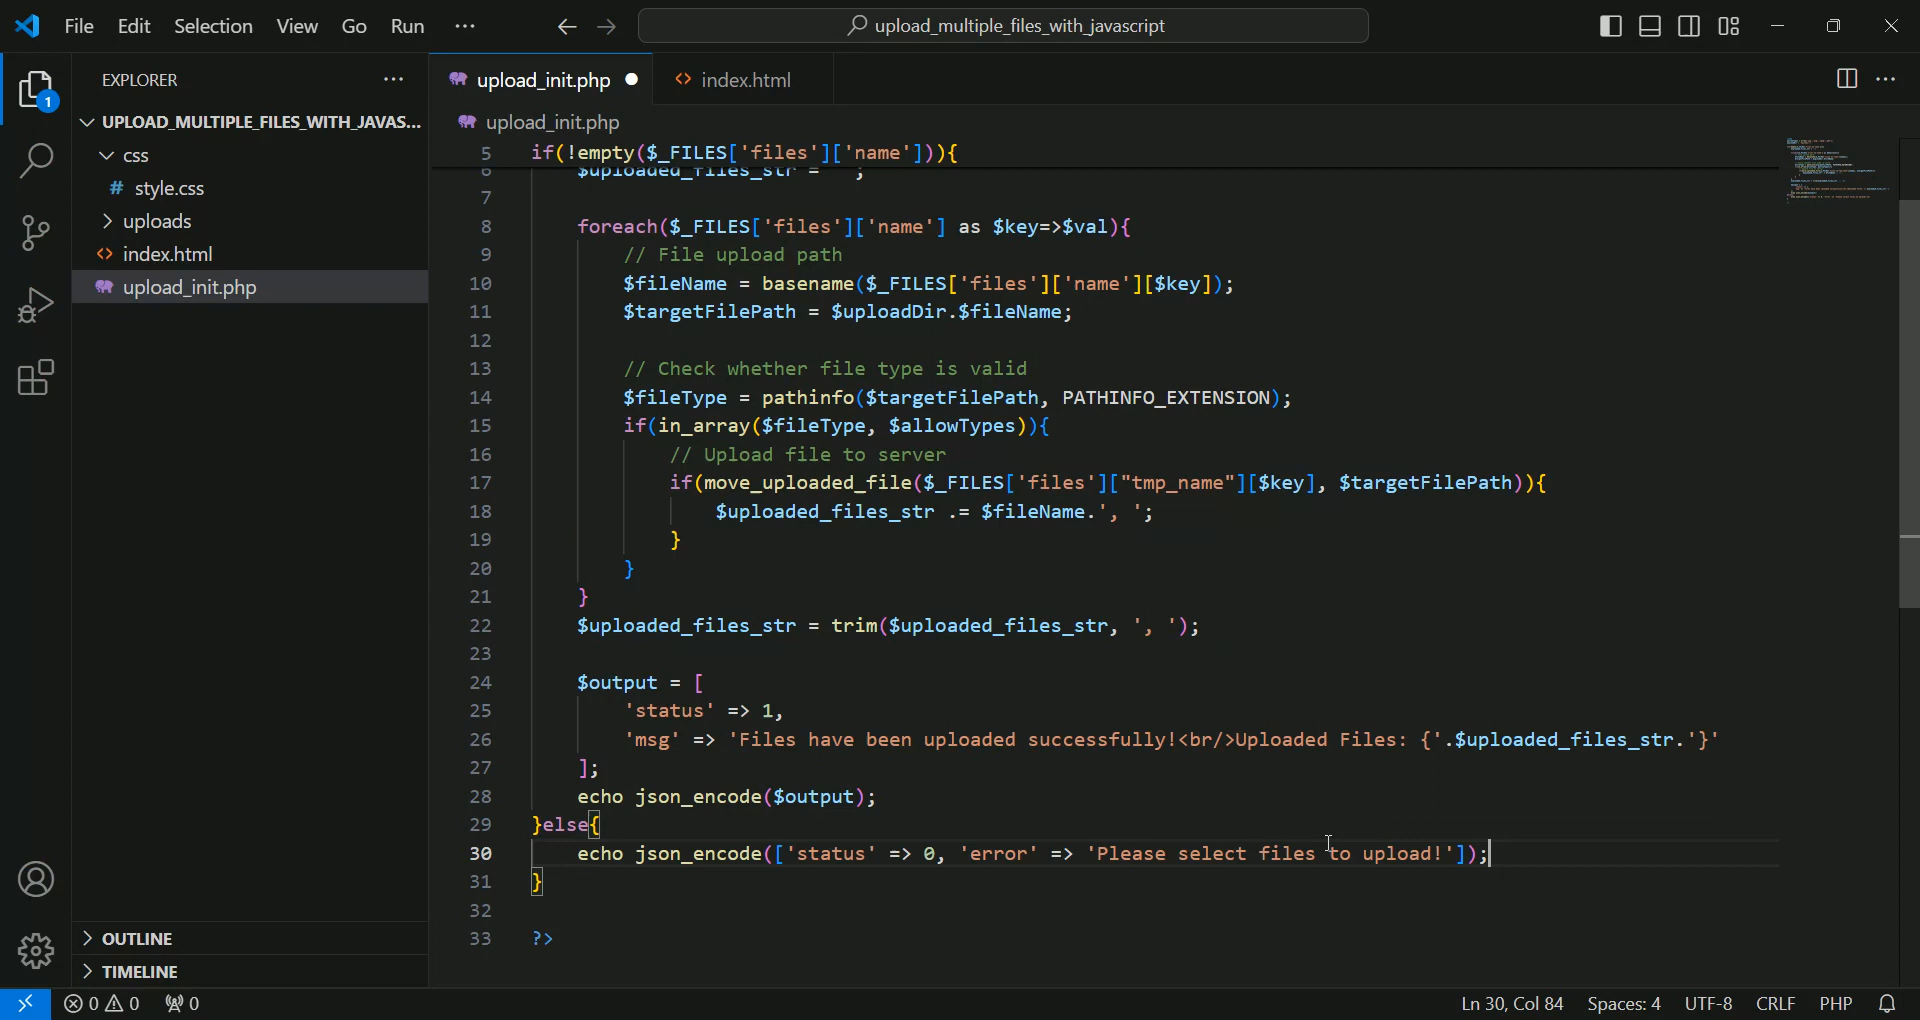 File Edit Selection View Go Run ···
upload_multiple_files_with_javascript
EXPLORER ···
1
UPLOAD_MULTIPLE_FILES_WITH_JAVAS...
css
# style.css
uploads
<> index.html
upload_init.php
OUTLINE
TIMELINE
upload_init.php ● <> index.html
upload_init.php
5 if(!empty($_FILES['files']['name'])){
6 $uploaded_files_str = '';
7
8 foreach($_FILES['files']['name'] as $key=>$val){
9 // File upload path
10 $fileName = basename($_FILES['files']['name'][$key]);
11 $targetFilePath = $uploadDir.$fileName;
12
13 // Check whether file type is valid
14 $fileType = pathinfo($targetFilePath, PATHINFO_EXTENSION);
15 if(in_array($fileType, $allowTypes)){
16 // Upload file to server
17 if(move_uploaded_file($_FILES['files']["tmp_name"][$key], $targetFilePath)){
18 $uploaded_files_str .= $fileName.', ';
19 }
20 }
21 }
22 $uploaded_files_str = trim($uploaded_files_str, ', ');
23
24 $output = [
25 'status' => 1,
26 'msg' => 'Files have been uploaded successfully!<br/>Uploaded Files: {'.$uploaded_files_str.'}'
27 ];
28 echo json_encode($output);
29 }else{
30 echo json_encode(['status' => 0, 'error' => 'Please select files to upload!']);
31 }
32
33 ?>
0 0 0 Ln 30, Col 84 Spaces: 4 UTF-8 CRLF PHP